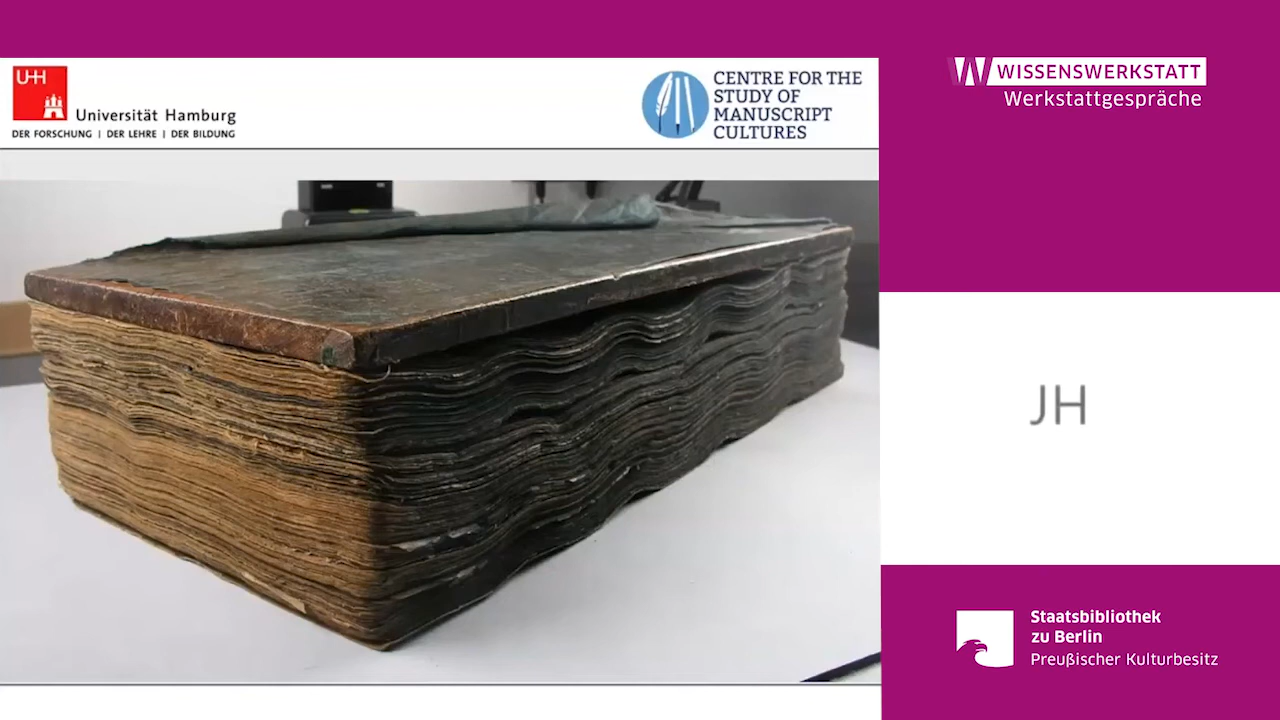 UHH
Universität Hamburg
DER FORSCHUNG | DER LEHRE | DER BILDUNG
CENTRE FOR THE
STUDY OF
MANUSCRIPT
CULTURES
WISSENSWERKSTATT
Werkstattgespräche
JH
Staatsbibliothek
zu Berlin
Preußischer Kulturbesitz